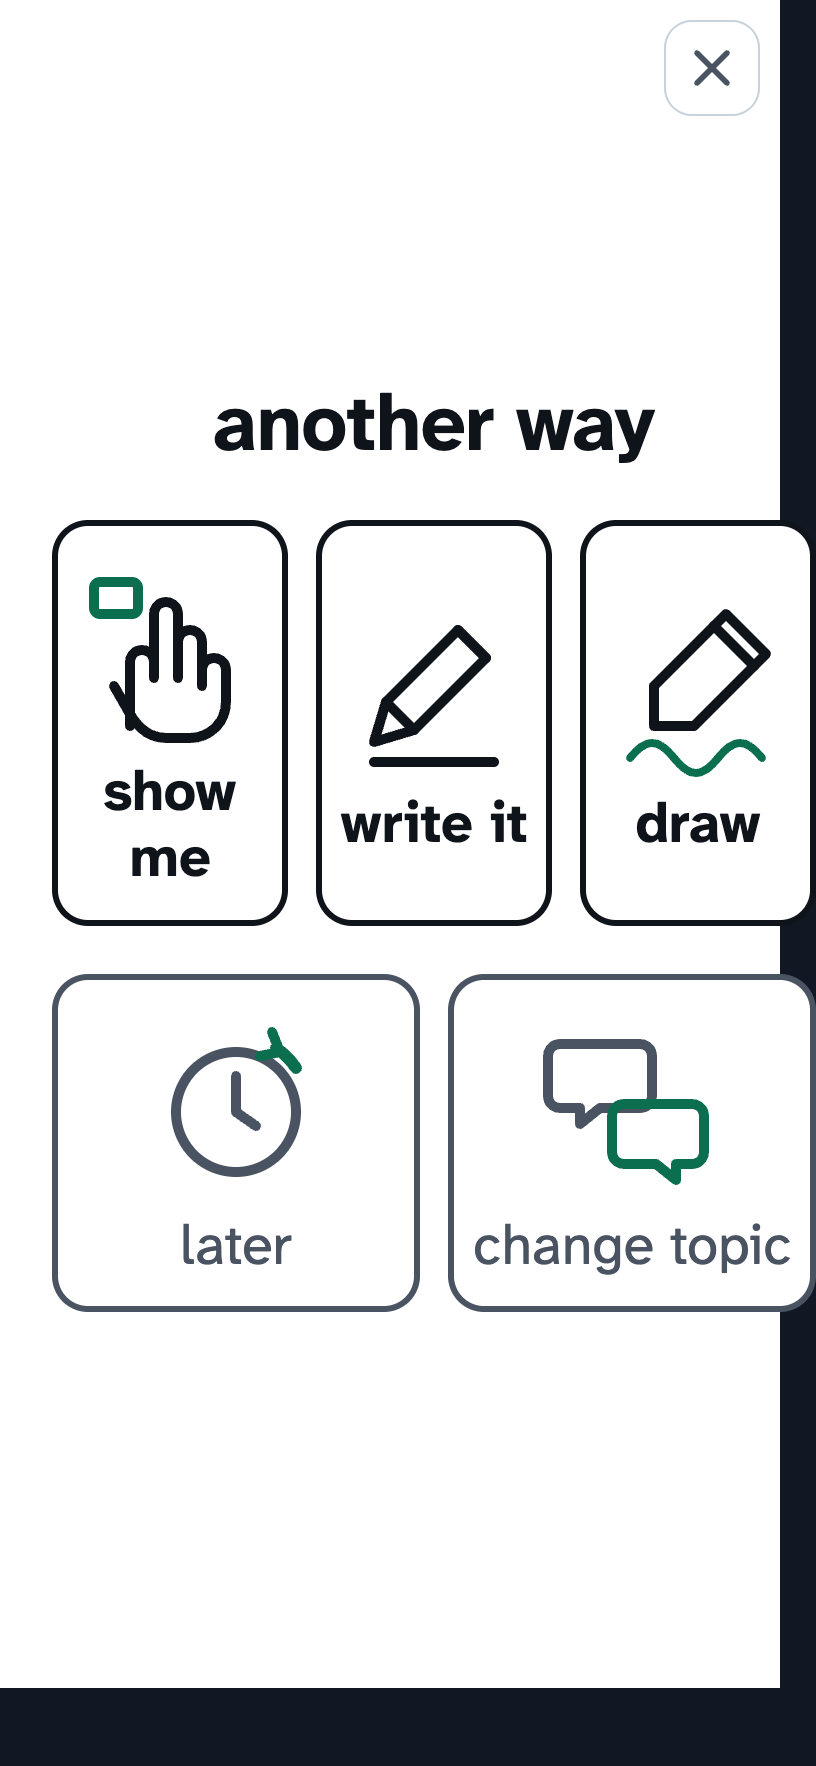 another way
show
me
write it
draw
later
change topic